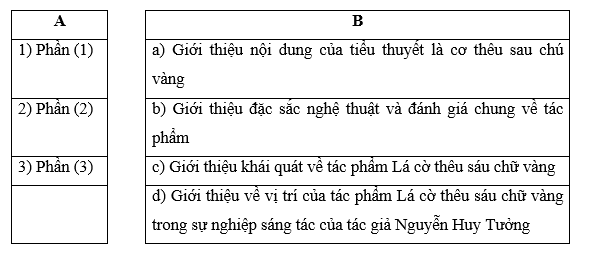 A
B
1) Phần (1)
a) Giới thiệu nội dung của tiểu thuyết là cơ thêu sau chú
vàng
2) Phần (2)
b) Giới thiệu đặc sắc nghệ thuật và đánh giá chung về tác
phẩm
3) Phần (3)
c) Giới thiệu khái quát về tác phẩm Lá cờ thêu sáu chữ vàng
d) Giới thiệu về vị trí của tác phẩm Lá cờ thêu sáu chữ vàng
trong sự nghiệp sáng tác của tác giả Nguyễn Huy Tưởng